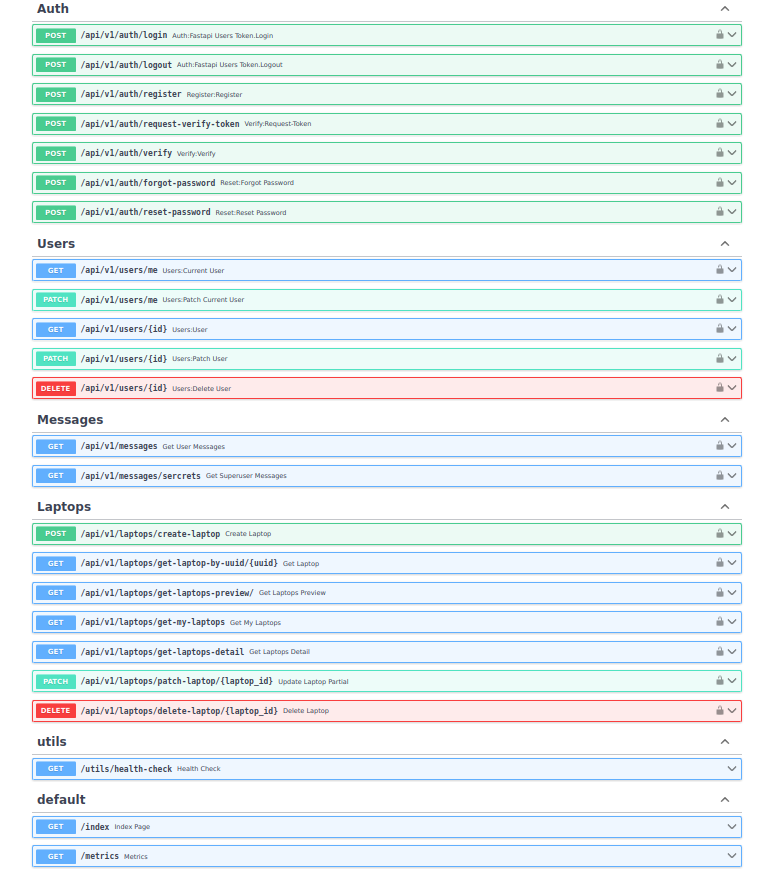 Auth
POST /api/v1/auth/login Auth:Fastapi Users Token.Login
POST /api/v1/auth/logout Auth:Fastapi Users Token.Logout
POST /api/v1/auth/register Register:Register
POST /api/v1/auth/request-verify-token Verify:Request-Token
POST /api/v1/auth/verify Verify:Verify
POST /api/v1/auth/forgot-password Reset:Forgot Password
POST /api/v1/auth/reset-password Reset:Reset Password
Users
GET /api/v1/users/me Users:Current User
PATCH /api/v1/users/me Users:Patch Current User
GET /api/v1/users/{id} Users:User
PATCH /api/v1/users/{id} Users:Patch User
DELETE /api/v1/users/{id} Users:Delete User
Messages
GET /api/v1/messages Get User Messages
GET /api/v1/messages/sercrets Get Superuser Messages
Laptops
POST /api/v1/laptops/create-laptop Create Laptop
GET /api/v1/laptops/get-laptop-by-uuid/{uuid} Get Laptop
GET /api/v1/laptops/get-laptops-preview/ Get Laptops Preview
GET /api/v1/laptops/get-my-laptops Get My Laptops
GET /api/v1/laptops/get-laptops-detail Get Laptops Detail
PATCH /api/v1/laptops/patch-laptop/{laptop_id} Update Laptop Partial
DELETE /api/v1/laptops/delete-laptop/{laptop_id} Delete Laptop
utils
GET /utils/health-check Health Check
default
GET /index Index Page
GET /metrics Metrics